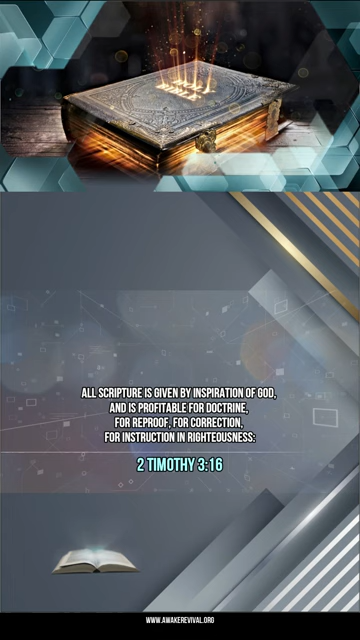 ALL SCRIPTURE IS GIVEN BY INSPIRATION OF GOD,
AND IS PROFITABLE FOR DOCTRINE,
FOR REPROOF, FOR CORRECTION,
FOR INSTRUCTION IN RIGHTEOUSNESS:
2 TIMOTHY 3:16
WWW.AWAKEREVIVAL.ORG